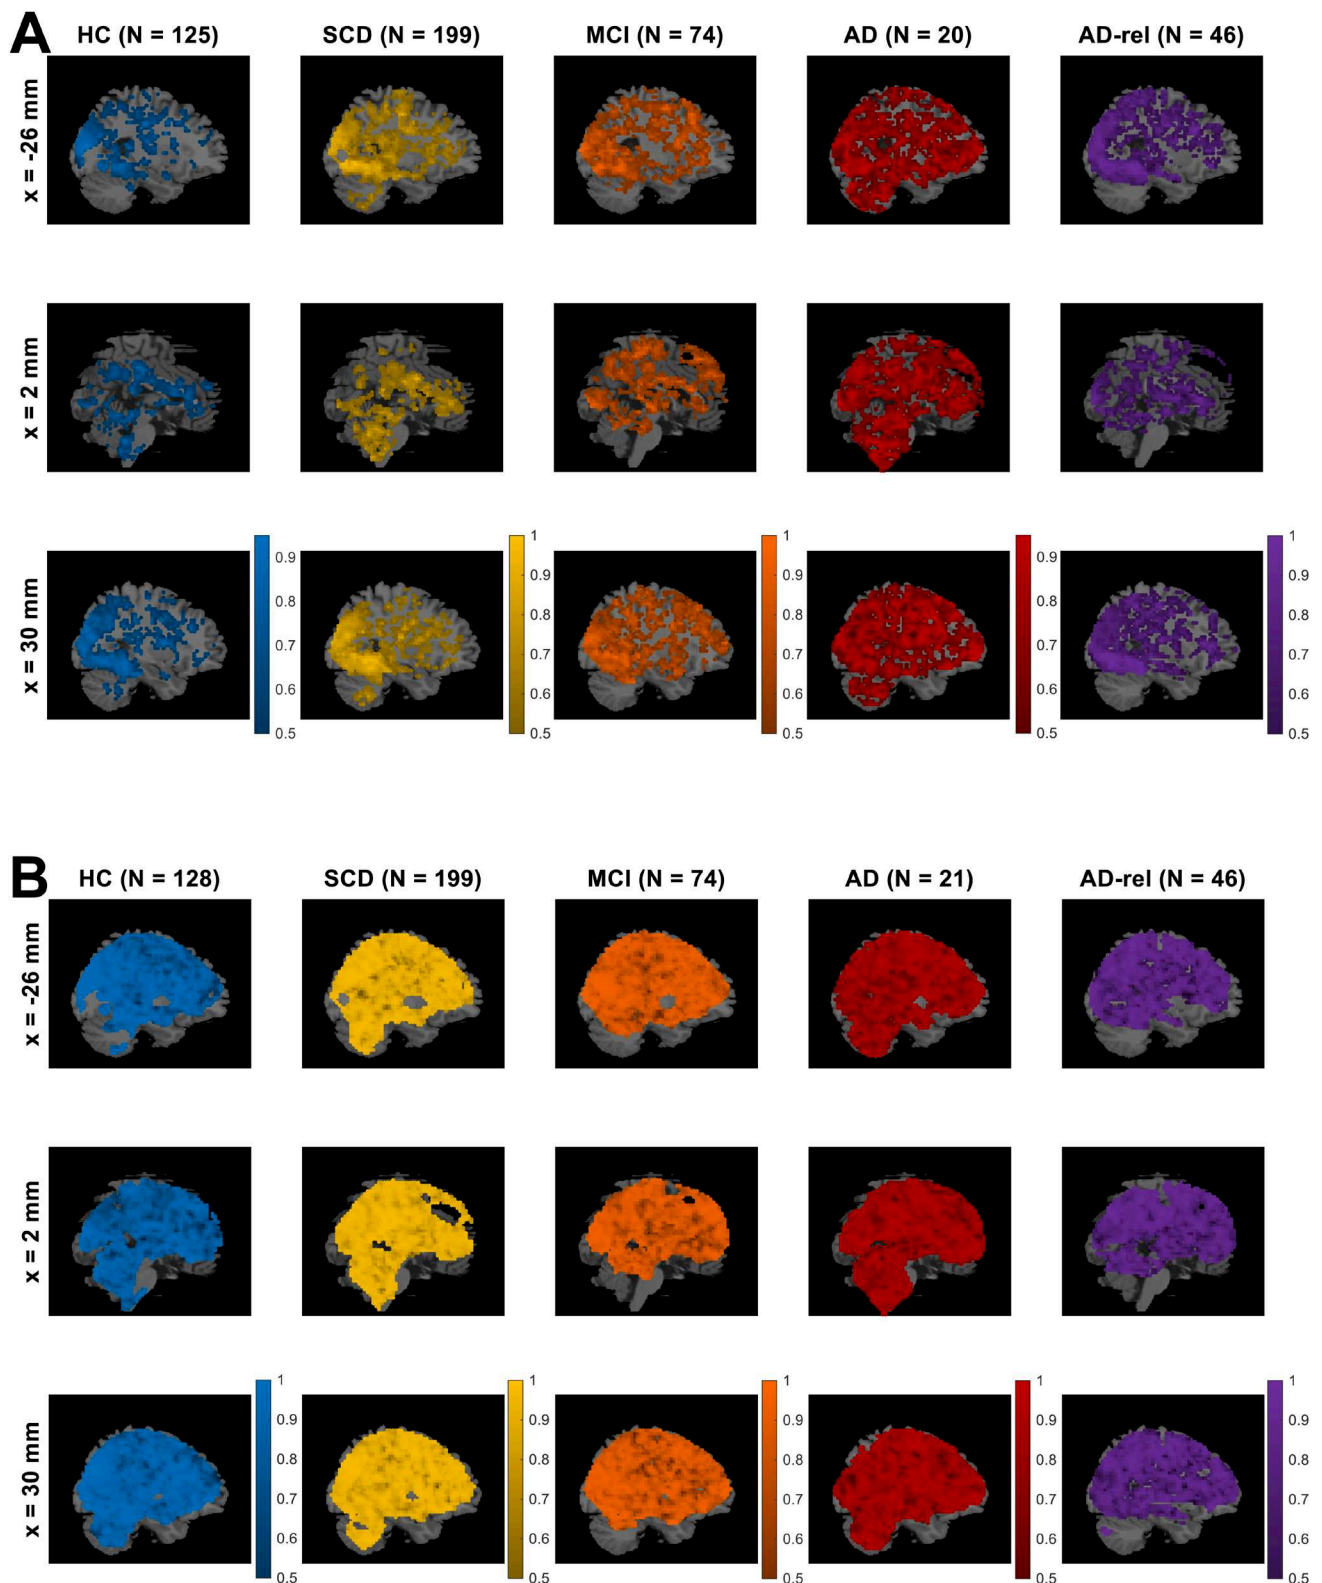 A
HC (N = 125) SCD (N = 199) MCI (N = 74) AD (N = 20) AD-rel (N = 46)
x = -26 mm
x = 2 mm
x = 30 mm
0.9 0.8 0.7 0.6 0.5
1 0.9 0.8 0.7 0.6 0.5
1 0.9 0.8 0.7 0.6 0.5
0.9 0.8 0.7 0.6 0.5
1 0.9 0.8 0.7 0.6 0.5
B
HC (N = 128) SCD (N = 199) MCI (N = 74) AD (N = 21) AD-rel (N = 46)
x = -26 mm
x = 2 mm
x = 30 mm
1 0.9 0.8 0.7 0.6 0.5
1 0.9 0.8 0.7 0.6 0.5
1 0.9 0.8 0.7 0.6 0.5
1 0.9 0.8 0.7 0.6 0.5
1 0.9 0.8 0.7 0.6 0.5